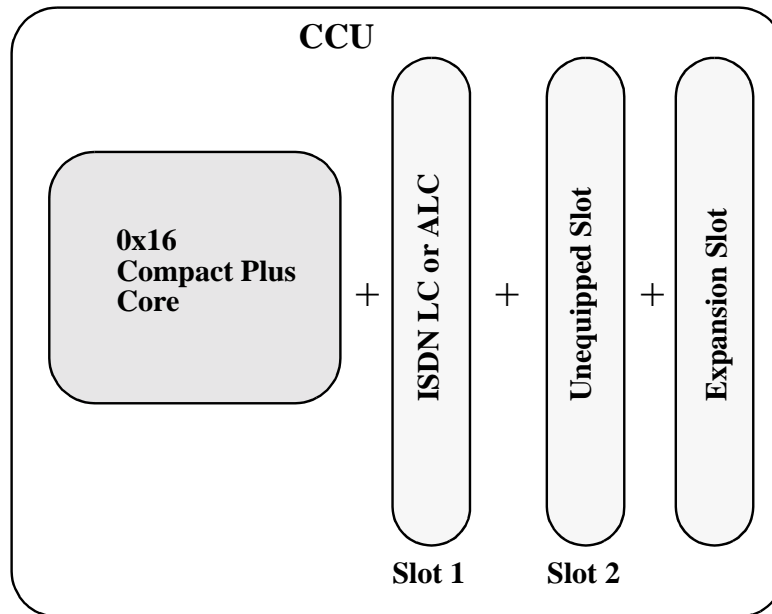 CCU
0x16
Compact Plus
Core
+
ISDN LC or ALC
+
Unequipped Slot
+
Expansion Slot
Slot 1
Slot 2